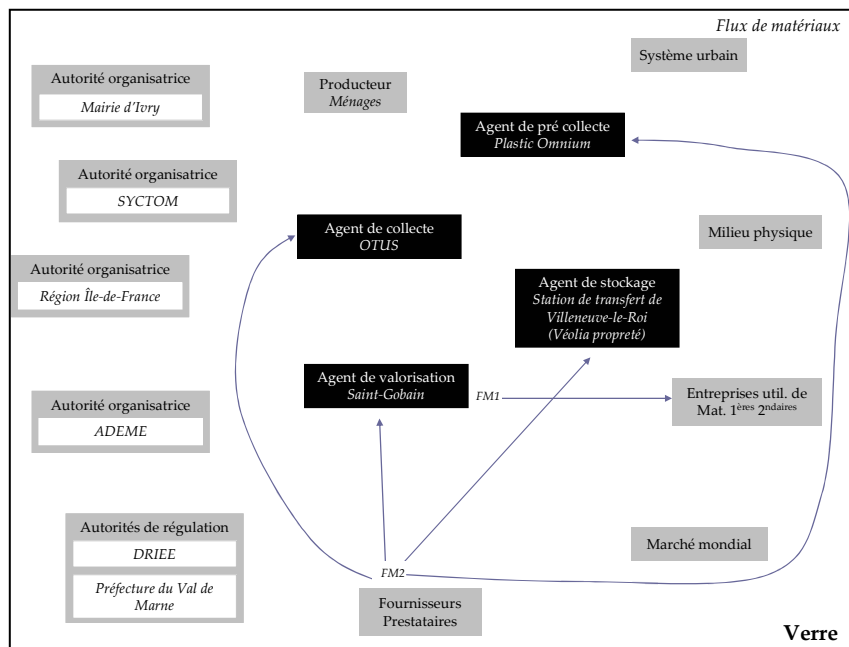 Flux de matériaux
Système urbain
Autorité organisatrice
Mairie d'Ivry
Producteur
Ménages
Agent de pré collecte
Plastic Omnium
Autorité organisatrice
SYCTOM
Agent de collecte
OTUS
Milieu physique
Autorité organisatrice
Région Île-de-France
Agent de stockage
Station de transfert de
Villeneuve-le-Roi
(Véolia propreté)
Agent de valorisation
Saint-Gobain
FM1
Entreprises util. de
Mat. 1ères 2ndaires
Autorité organisatrice
ADEME
Autorités de régulation
DRIEE
Préfecture du Val de
Marne
Marché mondial
FM2
Fournisseurs
Prestataires
Verre